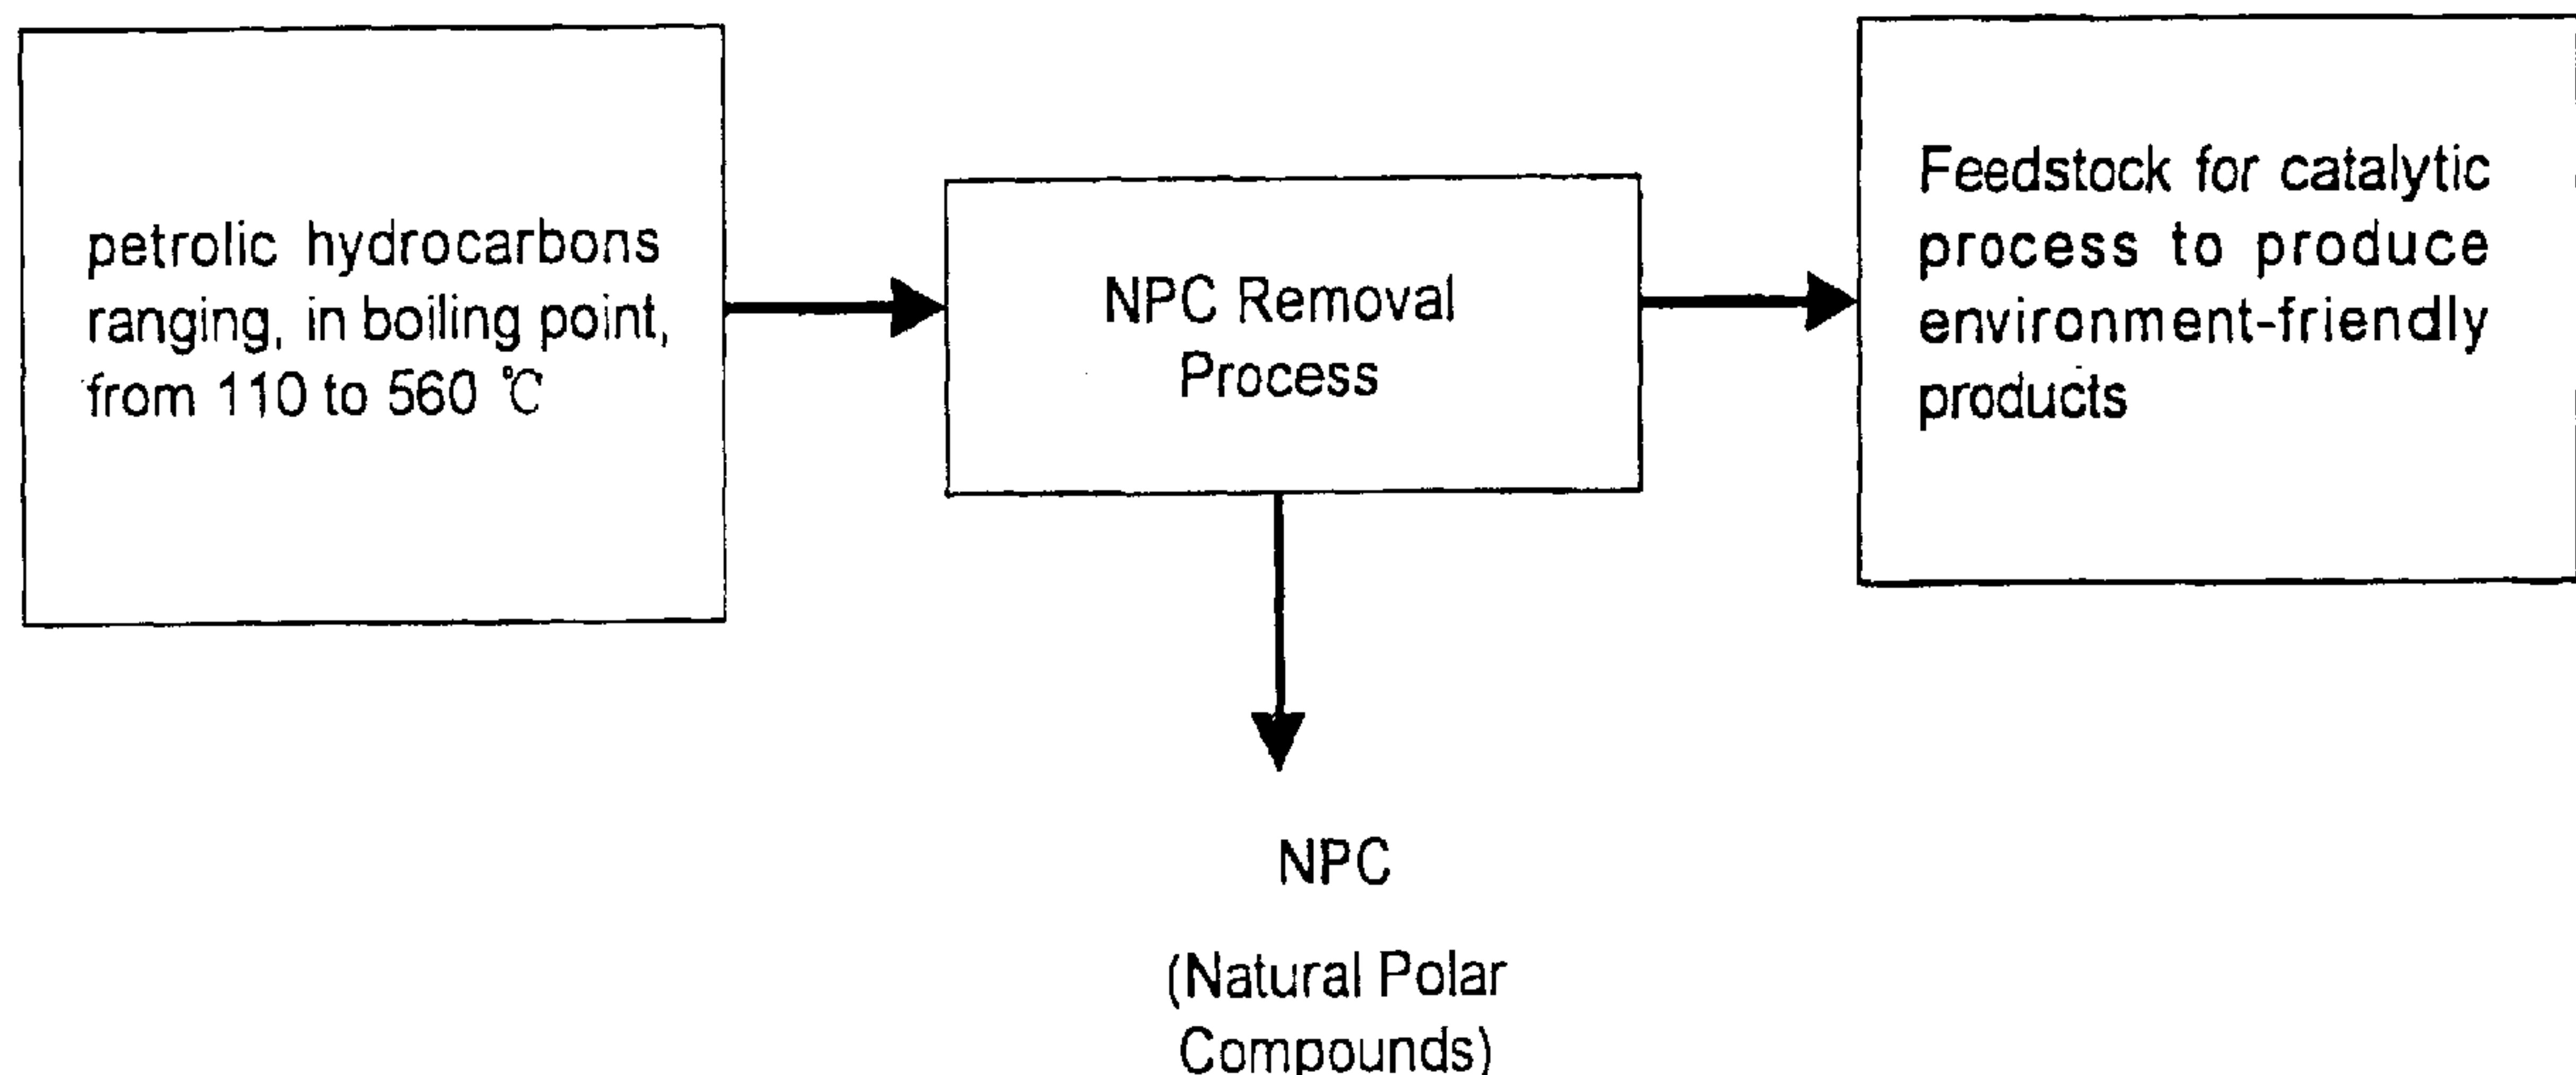 petrolic hydrocarbons
ranging, in boiling point,
from 110 to 560 ℃
NPC Removal
Process
Feedstock for catalytic
process to produce
environment-friendly
products
NPC
(Natural Polar
Compounds)